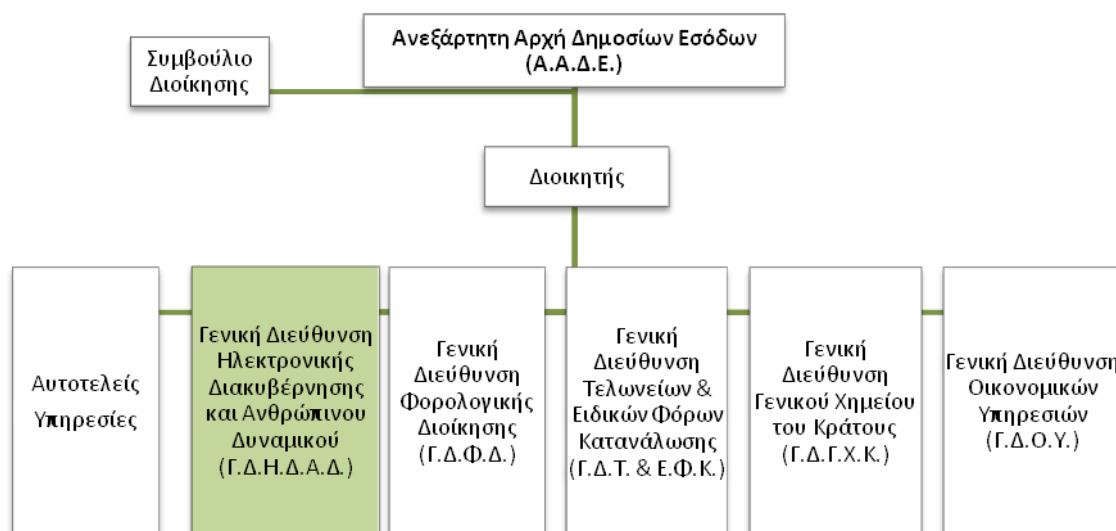 Ανεξάρτητη Αρχή Δημοσίων Εσόδων
(Α.Α.Δ.Ε.)
Συμβούλιο
Διοίκησης
Διοικητής
Αυτοτελείς
Υπηρεσίες
Γενική Διεύθυνση
Ηλεκτρονικής
Διακυβέρνησης
και Ανθρώπινου
Δυναμικού
(Γ.Δ.Η.Δ.Α.Δ.)
Γενική
Διεύθυνση
Φορολογικής
Διοίκησης
(Γ.Δ.Φ.Δ.)
Γενική
Διεύθυνση
Τελωνείων &
Ειδικών Φόρων
Κατανάλωσης
(Γ.Δ.Τ. & Ε.Φ.Κ.)
Γενική
Διεύθυνση
Γενικού Χημείου
του Κράτους
(Γ.Δ.Γ.Χ.Κ.)
Γενική Διεύθυνση
Οικονομικών
Υπηρεσιών
(Γ.Δ.Ο.Υ.)